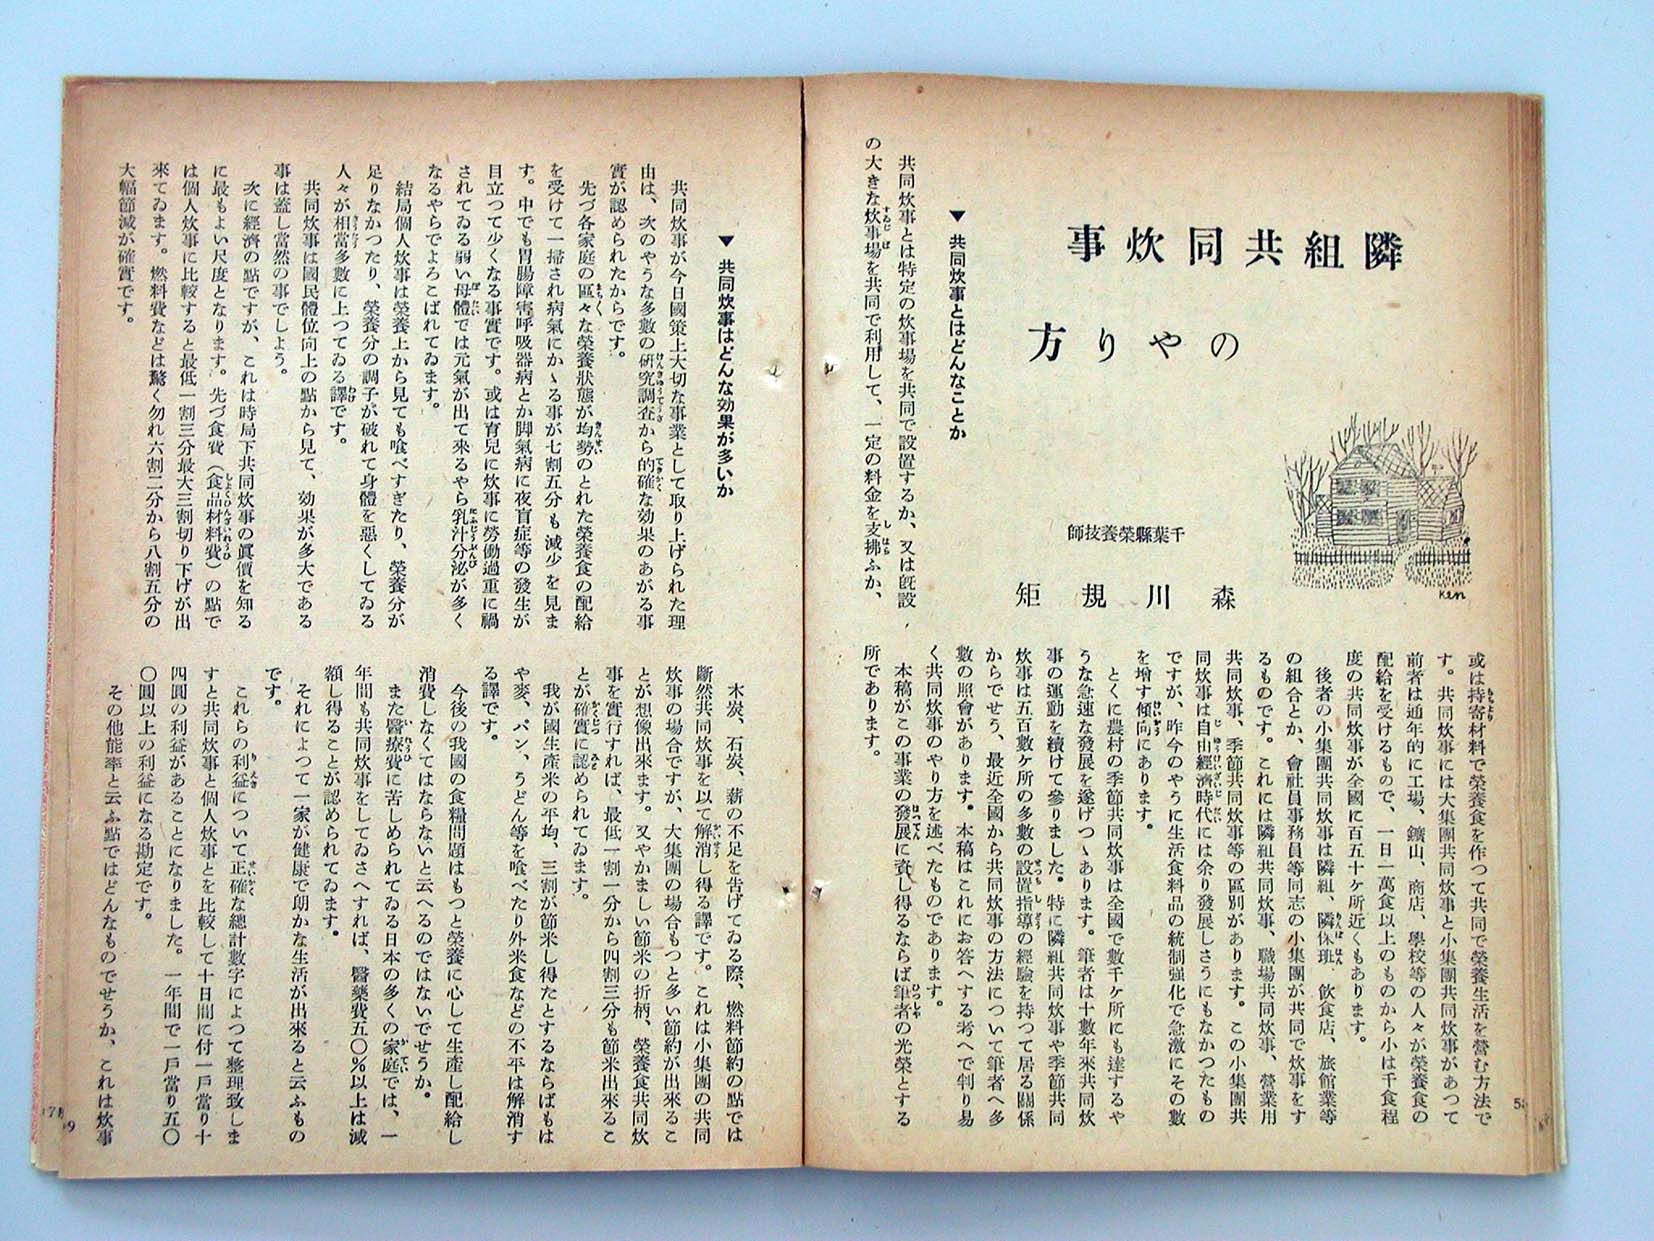 隣組共同炊事
のやり方
千葉縣榮養技師
森川規矩
Ken
▼共同炊事とはどんなことか
共同炊事とは特定の炊事場を共同で設置するか、又は既設
の大きな炊事場を共同で利用して、一定の料金を支拂ふか、
或は持寄材料で榮養食を作つて共同で榮養生活を營む方法で
す。共同炊事には大集團共同炊事と小集團共同炊事があつて
前者は通年的に工場、鑛山、商店、學校等の人々が榮養食の
配給を受けるもので、一日一萬食以上のものから小は千食程
度の共同炊事が全國に百五十ヶ所近くもあります。
後者の小集團共同炊事は隣組、隣保班、飮食店、旅館業等
の組合とか、會社員事務員等同志の小集團が共同で炊事をす
るものです。これには隣組共同炊事、職場共同炊事、營業用
共同炊事、季節共同炊事等の區別があります。この小集團共
同炊事は自由經濟時代には余り發展しさうにもなかつたもの
ですが、昨今のやうに生活食料品の統制強化で急激にその數
を增す傾向にあります。
とくに農村の季節共同炊事は全國で數千ヶ所にも達するや
うな急速な發展を遂げつゝあります。筆者は十數年來共同炊
事の運動を續けて參りました。特に隣組共同炊事や季節共同
炊事は五百數ヶ所の多數の設置指導の經驗を持つて居る關係
からでせう、最近全國から共同炊事の方法について筆者へ多
數の照會があります。本稿はこれにお答へする考へで判り易
く共同炊事のやり方を述べたものであります。
本稿がこの事業の發展に資し得るならば筆者の光榮とする
所であります。
▼共同炊事はどんな効果が多いか
共同炊事が今日國策上大切な事業として取り上げられた理
由は、次のやうな多數の研究調査から的確な効果のあがる事
實が認められたからです。
先づ各家庭の區々な榮養狀態が均勢のとれた榮養食の配給
を受けて一掃され病氣にかゝる事が七割五分も減少を見ま
す。中でも胃腸障害呼吸器病とか脚氣病に夜盲症等の發生が
目立つて少くなる事實です。或は育兒に炊事に勞働過重に禍
されてゐる弱い母體では元氣が出て來るやら乳汁分泌が多く
なるやらでよろこばれてゐます。
結局個人炊事は榮養上から見ても喰べすぎたり、榮養分が
足りなかつたり、榮養分の調子が破れて身體を惡くしてゐる
人々が相當多數に上つてゐる譯です。
共同炊事は國民體位向上の點から見て、効果が多大である
事は蓋し當然の事でしよう。
次に經濟の點ですが、これは時局下共同炊事の眞價を知る
に最もよい尺度となります。先づ食費（食品材料費）の點で
は個人炊事に比較すると最低一割三分最大三割切り下げが出
來てゐます。燃料費などは驚く勿れ六割二分から八割五分の
大幅節減が確實です。
木炭、石炭、薪の不足を告げてゐる際、燃料節約の點では
斷然共同炊事を以て解消し得る譯です。これは小集團の共同
炊事の場合ですが、大集團の場合もつと多い節約が出來るこ
とが想像出來ます。又やかましい節米の折柄、榮養食共同炊
事を實行すれば、最低一割一分から四割三分も節米出來るこ
とが確實に認められてゐます。
我が國生產米の平均、三割が節米し得たとするならばもは
や麥、パン、うどん等を喰べたり外米食などの不平は解消す
る譯です。
今後の我國の食糧問題はもつと榮養に心して生產し配給し
消費しなくてはならないと云へるのではないでせうか。
また醫療費に苦しめられてゐる日本の多くの家庭では、一
年間も共同炊事をしてゐさへすれば、醫藥費五〇％以上は減
額し得ることが認められてゐます。
それによつて一家が健康で朗かな生活が出來ると云ふもの
です。
これらの利益について正確な總計數字によつて整理致しま
すと共同炊事と個人炊事とを比較して十日間に付一戶當り十
四圓の利益があることになりました。一年間で一戶當り五〇
〇圓以上の利益になる勘定です。
その他能率と云ふ點ではどんなものでせうか、これは炊事